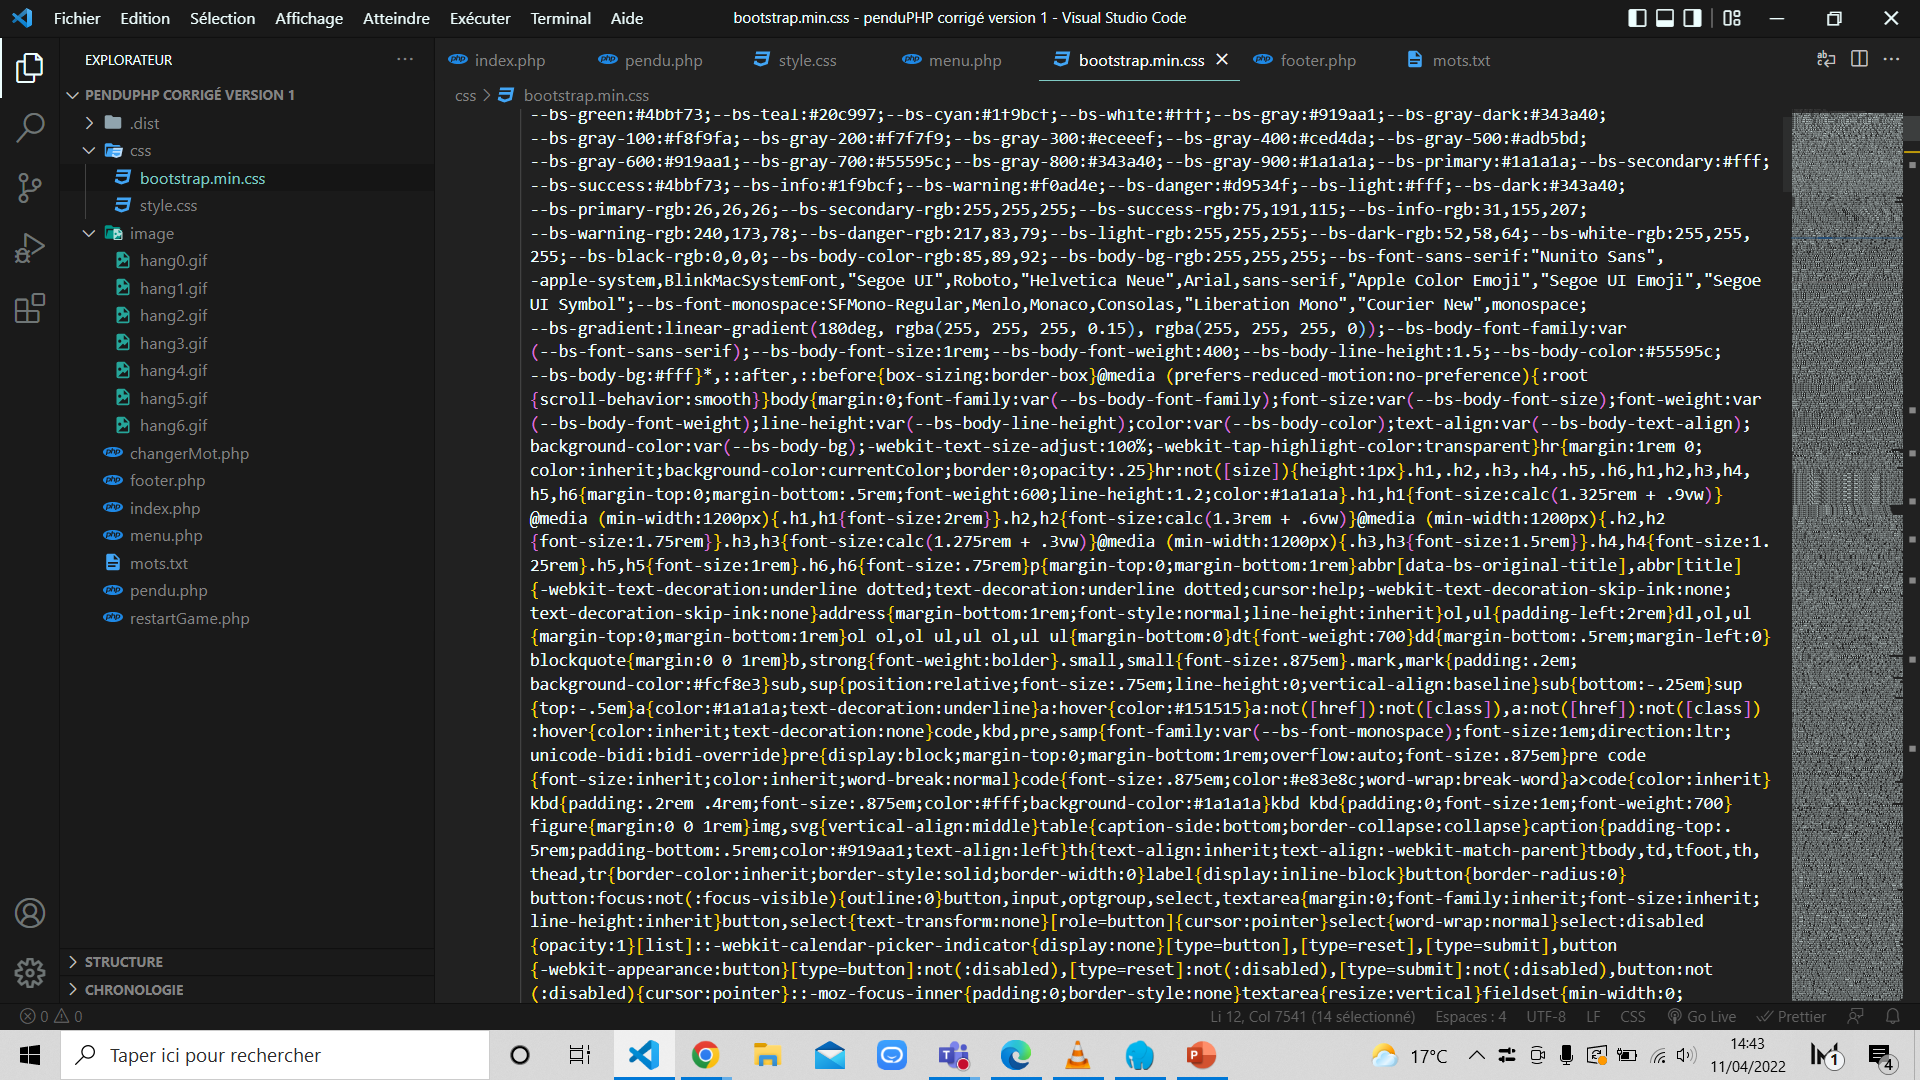 Fichier Edition Sélection Affichage Atteindre Exécuter Terminal Aide
bootstrap.min.css - penduPHP corrigé version 1 - Visual Studio Code
EXPLORATEUR
PENDUPHP CORRIGÉ VERSION 1
.dist
css
bootstrap.min.css
style.css
image
hang0.gif
hang1.gif
hang2.gif
hang3.gif
hang4.gif
hang5.gif
hang6.gif
changerMot.php
footer.php
index.php
menu.php
mots.txt
pendu.php
restartGame.php
STRUCTURE
CHRONOLOGIE
index.php pendu.php style.css menu.php bootstrap.min.css footer.php mots.txt
css > bootstrap.min.css
--bs-green:#4bbf73;--bs-teal:#20c997;--bs-cyan:#1f9bcf;--bs-white:#fff;--bs-gray:#919aa1;--bs-gray-dark:#343a40;
--bs-gray-100:#f8f9fa;--bs-gray-200:#f7f7f9;--bs-gray-300:#eceeef;--bs-gray-400:#ced4da;--bs-gray-500:#adb5bd;
--bs-gray-600:#919aa1;--bs-gray-700:#55595c;--bs-gray-800:#343a40;--bs-gray-900:#1a1a1a;--bs-primary:#1a1a1a;--bs-secondary:#fff;
--bs-success:#4bbf73;--bs-info:#1f9bcf;--bs-warning:#f0ad4e;--bs-danger:#d9534f;--bs-light:#fff;--bs-dark:#343a40;
--bs-primary-rgb:26,26,26;--bs-secondary-rgb:255,255,255;--bs-success-rgb:75,191,115;--bs-info-rgb:31,155,207;
--bs-warning-rgb:240,173,78;--bs-danger-rgb:217,83,79;--bs-light-rgb:255,255,255;--bs-dark-rgb:52,58,64;--bs-white-rgb:255,255,
255;--bs-black-rgb:0,0,0;--bs-body-color-rgb:85,89,92;--bs-body-bg-rgb:255,255,255;--bs-font-sans-serif:"Nunito Sans",
-apple-system,BlinkMacSystemFont,"Segoe UI",Roboto,"Helvetica Neue",Arial,sans-serif,"Apple Color Emoji","Segoe UI Emoji","Segoe
UI Symbol";--bs-font-monospace:SFMono-Regular,Menlo,Monaco,Consolas,"Liberation Mono","Courier New",monospace;
--bs-gradient:linear-gradient(180deg, rgba(255, 255, 255, 0.15), rgba(255, 255, 255, 0));--bs-body-font-family:var
(--bs-font-sans-serif);--bs-body-font-size:1rem;--bs-body-font-weight:400;--bs-body-line-height:1.5;--bs-body-color:#55595c;
--bs-body-bg:#fff}*,::after,::before{box-sizing:border-box}@media (prefers-reduced-motion:no-preference){:root
{scroll-behavior:smooth}}body{margin:0;font-family:var(--bs-body-font-family);font-size:var(--bs-body-font-size);font-weight:var
(--bs-body-font-weight);line-height:var(--bs-body-line-height);color:var(--bs-body-color);text-align:var(--bs-body-text-align);
background-color:var(--bs-body-bg);-webkit-text-size-adjust:100%;-webkit-tap-highlight-color:transparent}hr{margin:1rem 0;
color:inherit;background-color:currentColor;border:0;opacity:.25}hr:not([size]){height:1px}.h1,.h2,.h3,.h4,.h5,.h6,h1,h2,h3,h4,
h5,h6{margin-top:0;margin-bottom:.5rem;font-weight:600;line-height:1.2;color:#1a1a1a}.h1,h1{font-size:calc(1.325rem + .9vw)}
@media (min-width:1200px){.h1,h1{font-size:2rem}}.h2,h2{font-size:calc(1.3rem + .6vw)}@media (min-width:1200px){.h2,h2
{font-size:1.75rem}}.h3,h3{font-size:calc(1.275rem + .3vw)}@media (min-width:1200px){.h3,h3{font-size:1.5rem}}.h4,h4{font-size:1.
25rem}.h5,h5{font-size:1rem}.h6,h6{font-size:.75rem}p{margin-top:0;margin-bottom:1rem}abbr[data-bs-original-title],abbr[title]
{-webkit-text-decoration:underline dotted;text-decoration:underline dotted;cursor:help;-webkit-text-decoration-skip-ink:none;
text-decoration-skip-ink:none}address{margin-bottom:1rem;font-style:normal;line-height:inherit}ol,ul{padding-left:2rem}dl,ol,ul
{margin-top:0;margin-bottom:1rem}ol ol,ol ul,ul ol,ul ul{margin-bottom:0}dt{font-weight:700}dd{margin-bottom:.5rem;margin-left:0}
blockquote{margin:0 0 1rem}b,strong{font-weight:bolder}.small,small{font-size:.875em}.mark,mark{padding:.2em;
background-color:#fcf8e3}sub,sup{position:relative;font-size:.75em;line-height:0;vertical-align:baseline}sub{bottom:-.25em}sup
{top:-.5em}a{color:#1a1a1a;text-decoration:underline}a:hover{color:#151515}a:not([href]):not([class]),a:not([href]):not([class])
:hover{color:inherit;text-decoration:none}code,kbd,pre,samp{font-family:var(--bs-font-monospace);font-size:1em;direction:ltr;
unicode-bidi:bidi-override}pre{display:block;margin-top:0;margin-bottom:1rem;overflow:auto;font-size:.875em}pre code
{font-size:inherit;color:inherit;word-break:normal}code{font-size:.875em;color:#e83e8c;word-wrap:break-word}a>code{color:inherit}
kbd{padding:.2rem .4rem;font-size:.875em;color:#fff;background-color:#1a1a1a}kbd kbd{padding:0;font-size:1em;font-weight:700}
figure{margin:0 0 1rem}img,svg{vertical-align:middle}table{caption-side:bottom;border-collapse:collapse}caption{padding-top:.
5rem;padding-bottom:.5rem;color:#919aa1;text-align:left}th{text-align:inherit;text-align:-webkit-match-parent}tbody,td,tfoot,th,
thead,tr{border-color:inherit;border-style:solid;border-width:0}label{display:inline-block}button{border-radius:0}
button:focus:not(:focus-visible){outline:0}button,input,optgroup,select,textarea{margin:0;font-family:inherit;font-size:inherit;
line-height:inherit}button,select{text-transform:none}[role=button]{cursor:pointer}select{word-wrap:normal}select:disabled
{opacity:1}[list]::-webkit-calendar-picker-indicator{display:none}[type=button],[type=reset],[type=submit],button
{-webkit-appearance:button}[type=button]:not(:disabled),[type=reset]:not(:disabled),[type=submit]:not(:disabled),button:not
(:disabled){cursor:pointer}::-moz-focus-inner{padding:0;border-style:none}textarea{resize:vertical}fieldset{min-width:0;
0 0 Li 12, Col 7541 (14 sélectionné) Espaces : 4 UTF-8 LF CSS Go Live Prettier
Taper ici pour rechercher
17°C
14:43
11/04/2022
1
4